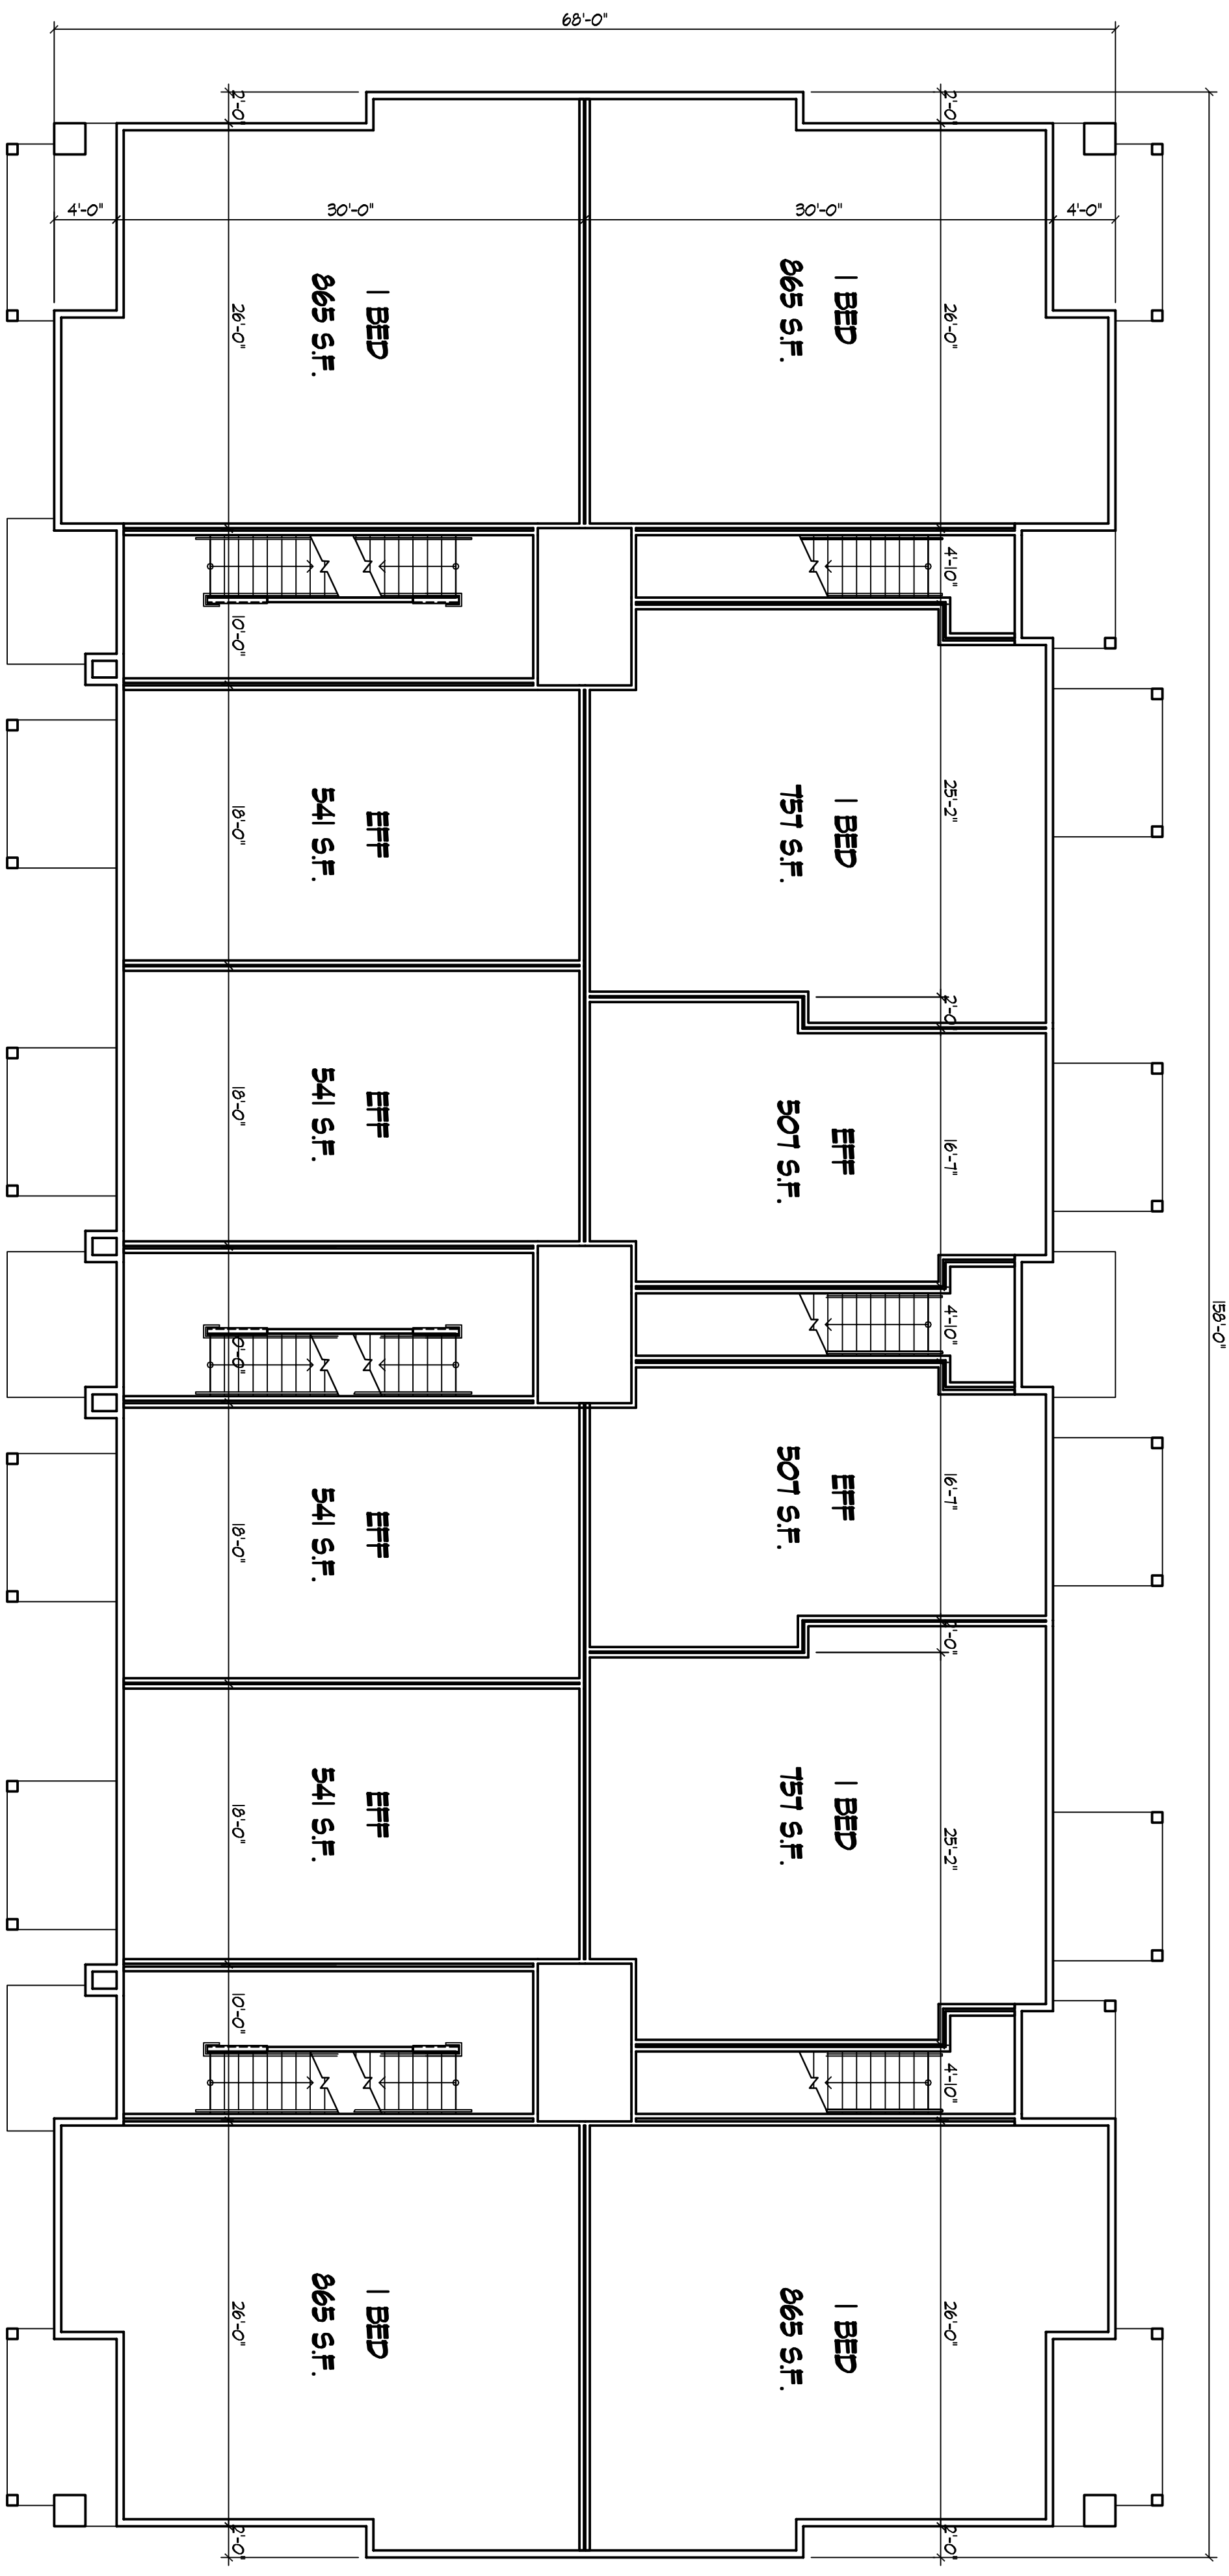 158'-0"
68'-0"
4'-0"
30'-0"
30'-0"
4'-0"
2'-0"
26'-0"
4'-10"
25'-2"
2'-0"
16'-7"
4'-10"
16'-7"
2'-0"
25'-2"
4'-10"
26'-0"
2'-0"
1 BED
865 S.F.
1 BED
757 S.F.
EFF
507 S.F.
EFF
507 S.F.
1 BED
757 S.F.
1 BED
865 S.F.
1 BED
865 S.F.
EFF
541 S.F.
EFF
541 S.F.
EFF
541 S.F.
EFF
541 S.F.
1 BED
865 S.F.
2'-0"
26'-0"
10'-0"
18'-0"
18'-0"
10'-0"
18'-0"
18'-0"
10'-0"
26'-0"
2'-0"